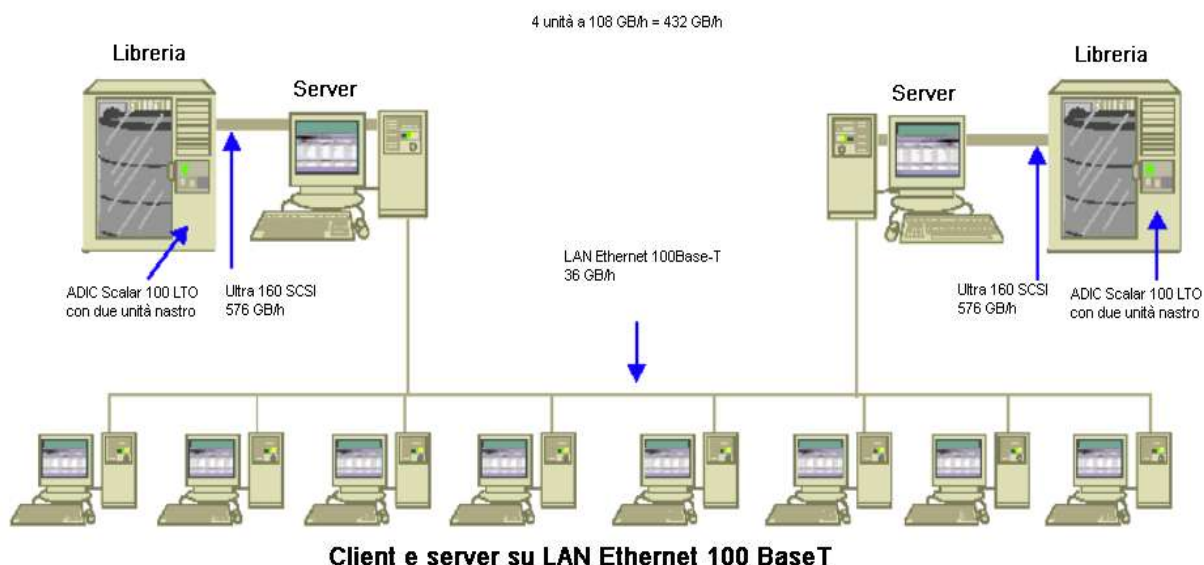 4 unità a 108 GB/h = 432 GB/h
Libreria
Server
Server
Libreria
LAN Ethernet 100Base-T
36 GB/h
ADIC Scalar 100 LTO
con due unità nastro
Ultra 160 SCSI
576 GB/h
Ultra 160 SCSI
576 GB/h
ADIC Scalar 100 LTO
con due unità nastro
Client e server su LAN Ethernet 100 BaseT